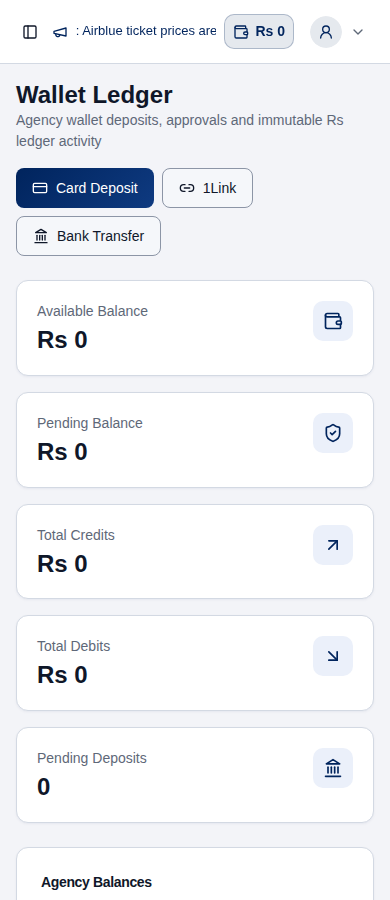 : Airblue ticket prices are
Rs 0
Wallet Ledger
Agency wallet deposits, approvals and immutable Rs
ledger activity
Card Deposit
1Link
Bank Transfer
Available Balance
Rs 0
Pending Balance
Rs 0
Total Credits
Rs 0
Total Debits
Rs 0
Pending Deposits
0
Agency Balances